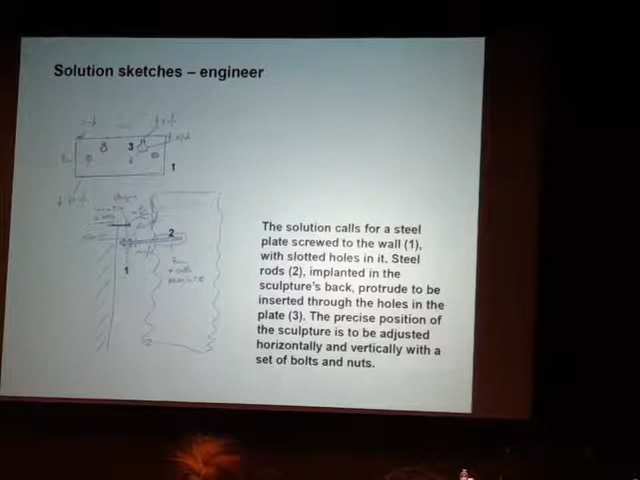 Solution sketches – engineer
3
1
2
1
The solution calls for a steel
plate screwed to the wall (1),
with slotted holes in it. Steel
rods (2), implanted in the
sculpture's back, protrude to be
inserted through the holes in the
plate (3). The precise position of
the sculpture is to be adjusted
horizontally and vertically with a
set of bolts and nuts.